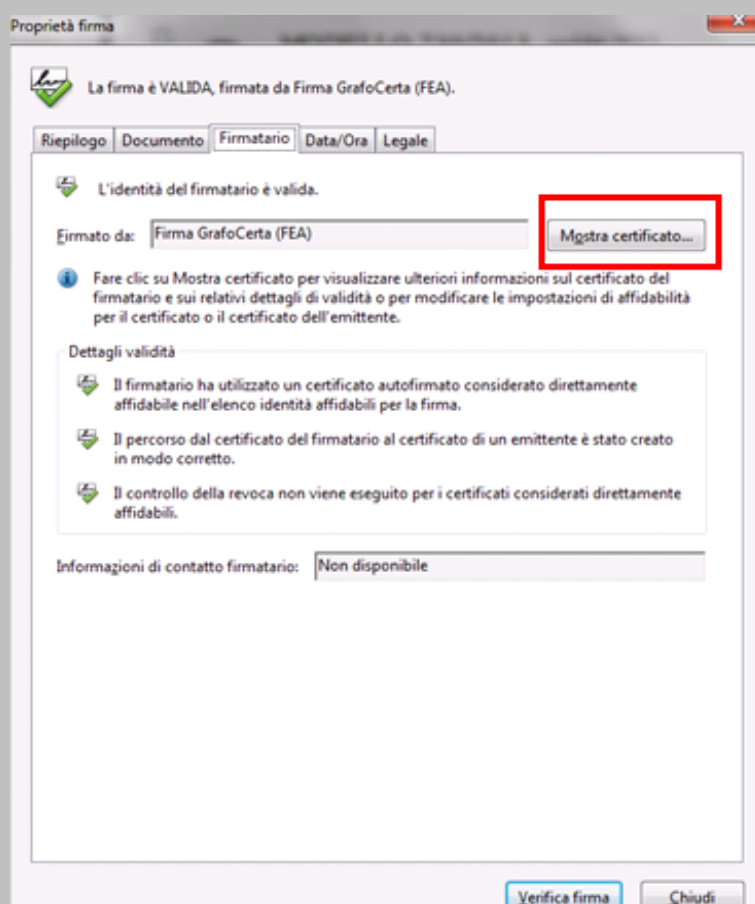 Proprietà firma
La firma è VALIDA, firmata da Firma GrafoCerta (FEA).
Riepilogo Documento Firmatario Data/Ora Legale
L'identità del firmatario è valida.
Firmato da: Firma GrafoCerta (FEA) Mostra certificato...
Fare clic su Mostra certificato per visualizzare ulteriori informazioni sul certificato del
firmatario e sui relativi dettagli di validità o per modificare le impostazioni di affidabilità
per il certificato o il certificato dell'emittente.
Dettagli validità
Il firmatario ha utilizzato un certificato autofirmato considerato direttamente
affidabile nell'elenco identità affidabili per la firma.
Il percorso dal certificato del firmatario al certificato di un emittente è stato creato
in modo corretto.
Il controllo della revoca non viene eseguito per i certificati considerati direttamente
affidabili.
Informazioni di contatto firmatario: Non disponibile
Verifica firma Chiudi